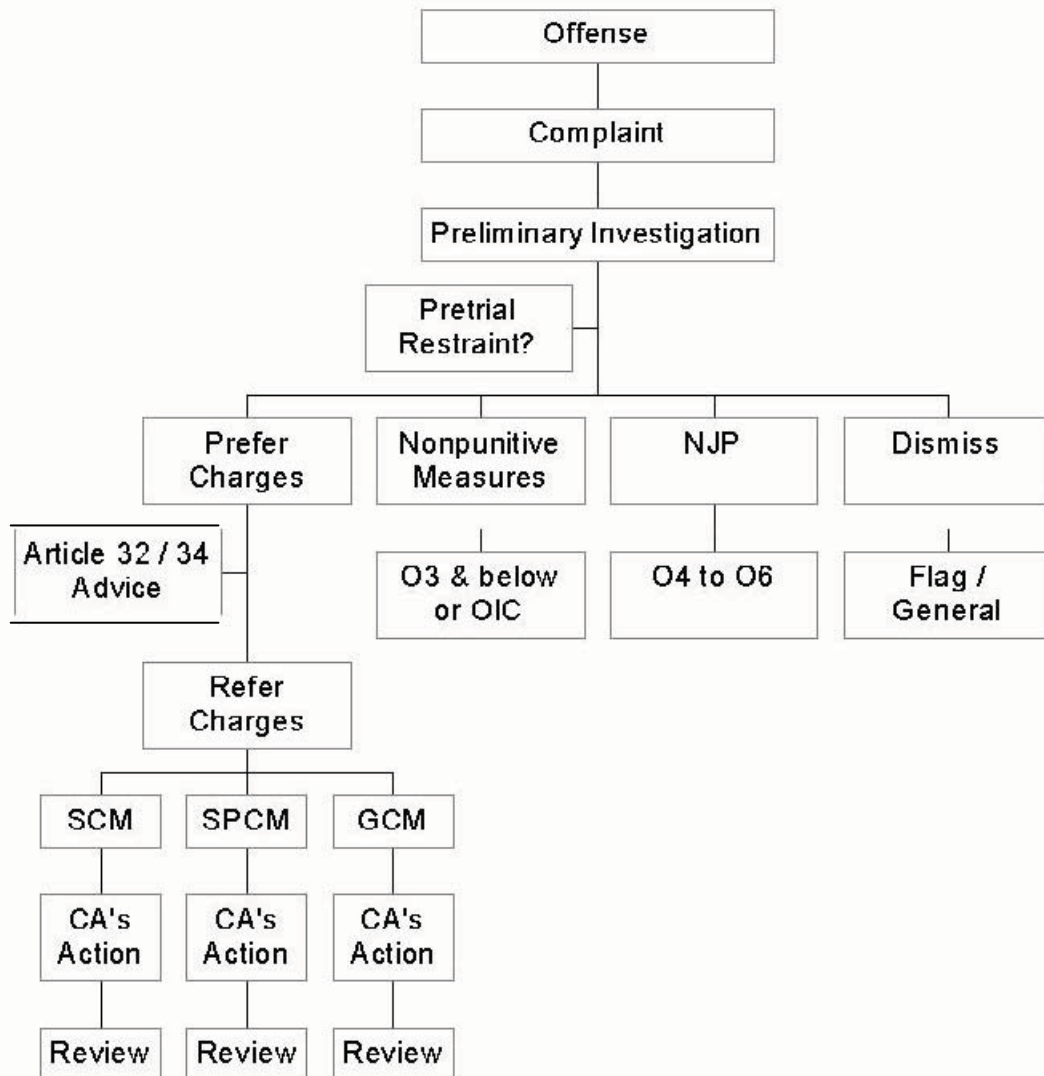 Offense
Complaint
Preliminary Investigation
Pretrial
Restraint?
Prefer
Charges
Nonpunitive
Measures
NJP
Dismiss
Article 32 / 34
Advice
O3 & below
or OIC
O4 to O6
Flag /
General
Refer
Charges
SCM
SPCM
GCM
CA's
Action
CA's
Action
CA's
Action
Review
Review
Review